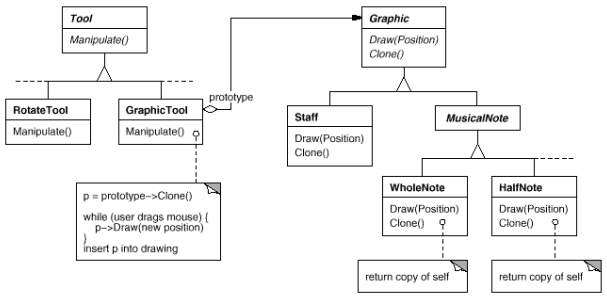 Tool
Manipulate()
Graphic
Draw(Position)
Clone()
prototype
RotateTool
Manipulate()
GraphicTool
Manipulate()
Staff
Draw(Position)
Clone()
MusicalNote
p = prototype->Clone()
while (user drags mouse) {
p->Draw(new position)
}
insert p into drawing
WholeNote
Draw(Position)
Clone()
HalfNote
Draw(Position)
Clone()
return copy of self
return copy of self